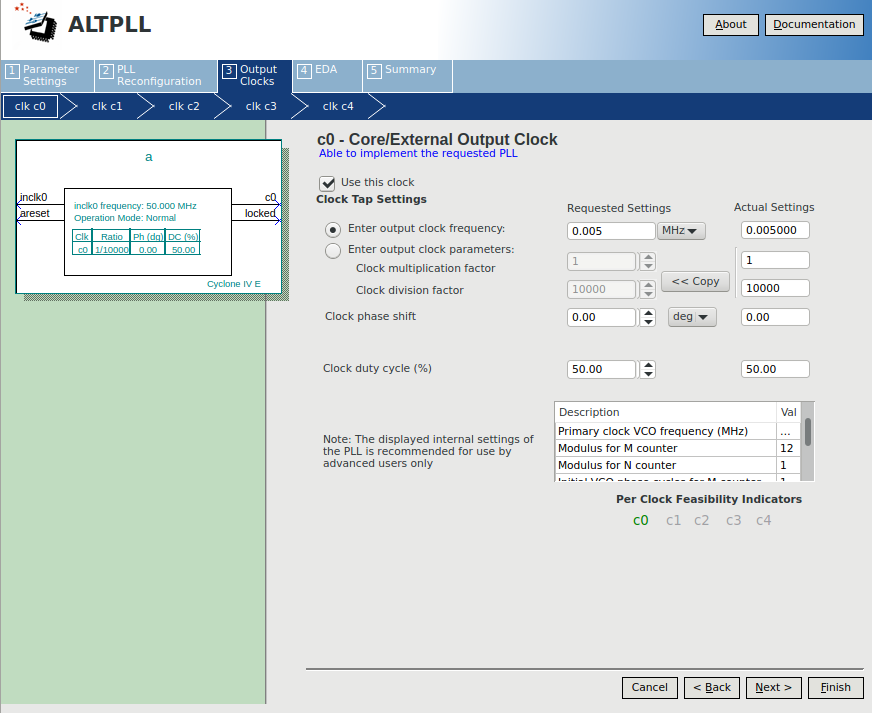 ALTPLL
About
Documentation
1 Parameter Settings
2 PLL Reconfiguration
3 Output Clocks
4 EDA
5 Summary
clk c0
clk c1
clk c2
clk c3
clk c4
a
inclk0
areset
c0
locked
inclk0 frequency: 50.000 MHz
Operation Mode: Normal
Clk Ratio Ph (dg) DC (%)
c0 1/10000 0.00 50.00
Cyclone IV E
c0 - Core/External Output Clock
Able to implement the requested PLL
Use this clock
Clock Tap Settings
Requested Settings
Actual Settings
Enter output clock frequency:
0.005
MHz
0.005000
Enter output clock parameters:
Clock multiplication factor
1
<< Copy
1
Clock division factor
10000
10000
Clock phase shift
0.00
deg
0.00
Clock duty cycle (%)
50.00
50.00
Note: The displayed internal settings of
the PLL is recommended for use by
advanced users only
Description Val
Primary clock VCO frequency (MHz) ...
Modulus for M counter 12
Modulus for N counter 1
Per Clock Feasibility Indicators
c0 c1 c2 c3 c4
Cancel
< Back
Next >
Finish